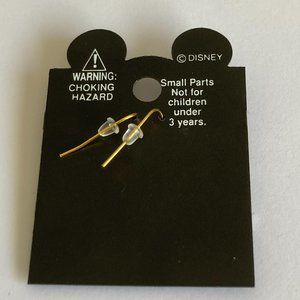 ©DISNEY
WARNING:
CHOKING
HAZARD
Small Parts
Not for
children
under
3 years.